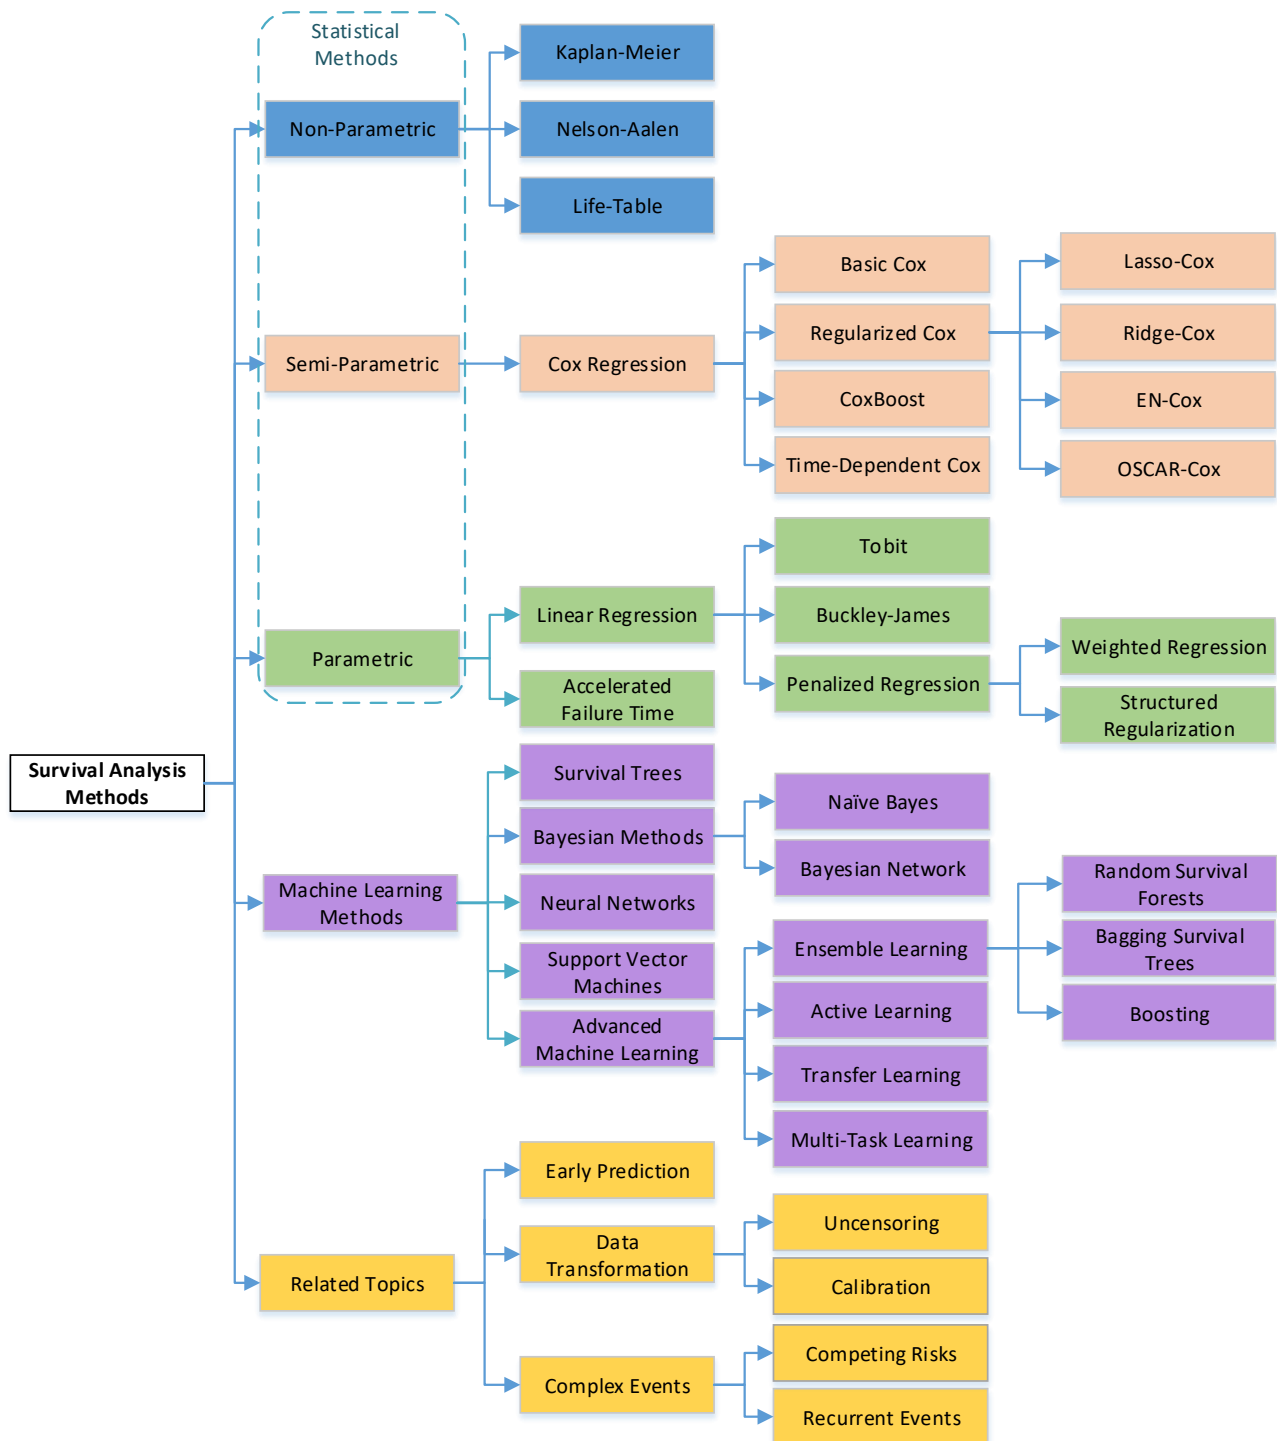 Statistical
Methods
Kaplan-Meier
Non-Parametric
Nelson-Aalen
Life-Table
Basic Cox
Lasso-Cox
Regularized Cox
Ridge-Cox
Semi-Parametric
Cox Regression
CoxBoost
EN-Cox
Time-Dependent Cox
OSCAR-Cox
Tobit
Linear Regression
Buckley-James
Parametric
Weighted Regression
Penalized Regression
Accelerated
Failure Time
Structured
Regularization
Survival Analysis
Methods
Survival Trees
Naïve Bayes
Bayesian Methods
Bayesian Network
Machine Learning
Methods
Neural Networks
Random Survival
Forests
Ensemble Learning
Bagging Survival
Trees
Support Vector
Machines
Active Learning
Boosting
Advanced
Machine Learning
Transfer Learning
Multi-Task Learning
Early Prediction
Uncensoring
Data
Transformation
Related Topics
Calibration
Competing Risks
Complex Events
Recurrent Events